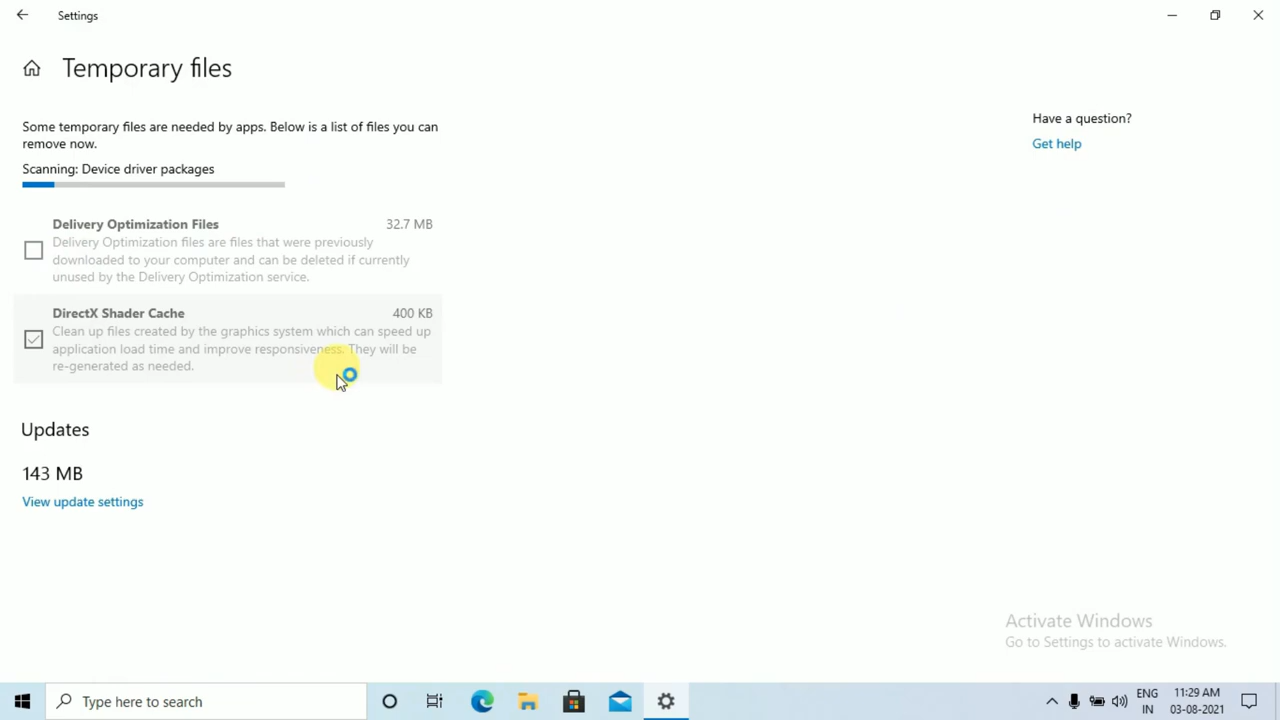 Settings
Temporary files
Some temporary files are needed by apps. Below is a list of files you can
remove now.
Scanning: Device driver packages
Delivery Optimization Files 32.7 MB
Delivery Optimization files are files that were previously
downloaded to your computer and can be deleted if currently
unused by the Delivery Optimization service.
DirectX Shader Cache 400 KB
Clean up files created by the graphics system which can speed up
application load time and improve responsiveness. They will be
re-generated as needed.
Updates
143 MB
View update settings
Have a question?
Get help
Activate Windows
Go to Settings to activate Windows.
Type here to search
ENG
IN
11:29 AM
03-08-2021